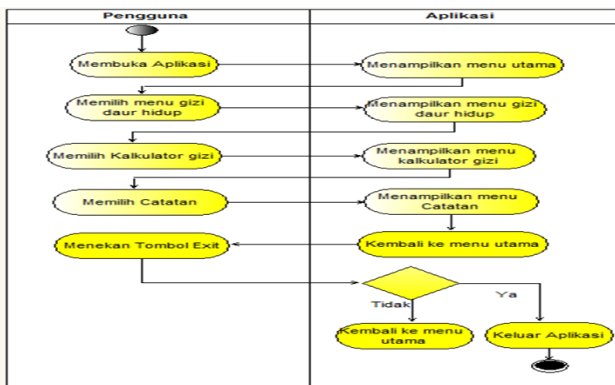 Pengguna
Aplikasi
Membuka Aplikasi
Menampilkan menu utama
Memilih menu gizi
daur hidup
Menampilkan menu gizi
daur hidup
Memilih Kalkulator gizi
Menampilkan menu
kalkulator gizi
Memilih Catatan
Menampilkan menu
Catatan
Menekan Tombol Exit
Kembali ke menu utama
Tidak
Ya
Kembali ke menu
utama
Keluar Aplikasi